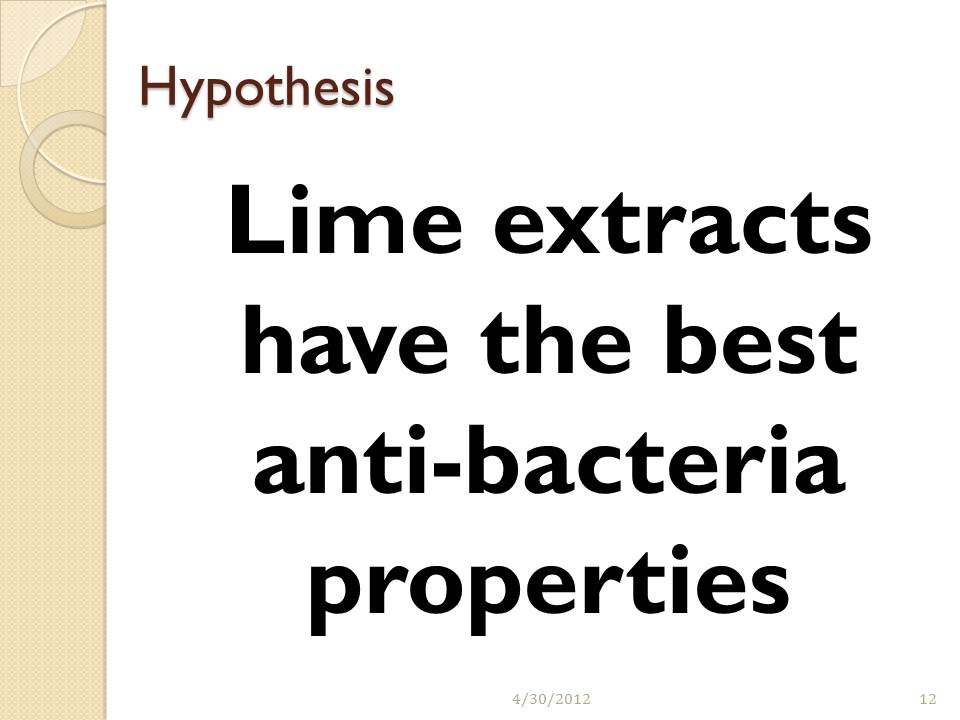 Hypothesis
Lime extracts
have the best
anti-bacteria
properties
4/30/2012
12